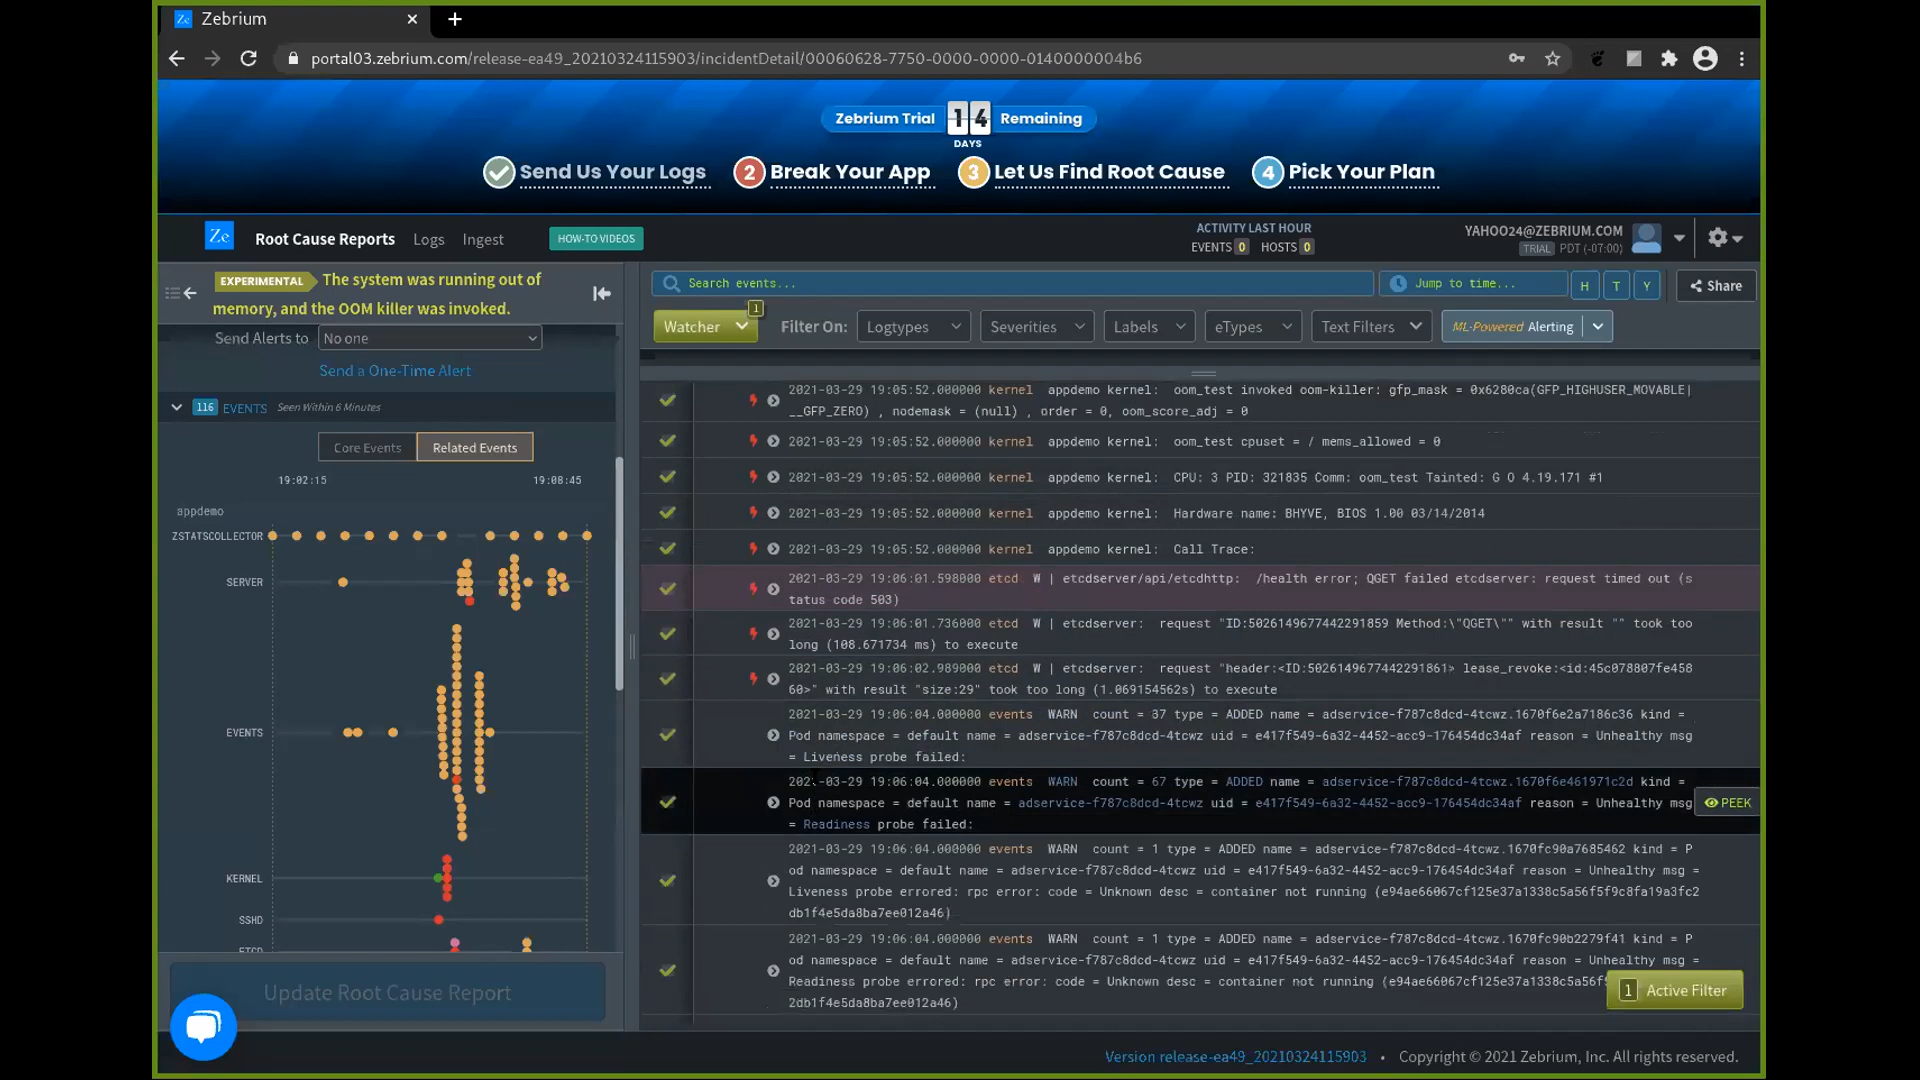 Ze Zebrium
portal03.zebrium.com/release-ea49_20210324115903/incidentDetail/00060628-7750-0000-0000-0140000004b6
Zebrium Trial 14 Remaining
DAYS
Send Us Your Logs 2 Break Your App 3 Let Us Find Root Cause 4 Pick Your Plan
Ze Root Cause Reports Logs Ingest HOW-TO VIDEOS
ACTIVITY LAST HOUR
EVENTS 0 HOSTS 0
YAHOO24@ZEBRIUM.COM
TRIAL PDT (-07:00)
EXPERIMENTAL The system was running out of
memory, and the OOM killer was invoked.
Send Alerts to No one
Send a One-Time Alert
116 EVENTS Seen Within 6 Minutes
Core Events Related Events
19:02:15 19:08:45
appdemo
ZSTATSCOLLECTOR
SERVER
EVENTS
KERNEL
SSHD
ETCD
Update Root Cause Report
Search events... Jump to time... H T Y Share
1
Watcher Filter On: Logtypes Severities Labels eTypes Text Filters ML-Powered Alerting
2021-03-29 19:05:52.000000 kernel appdemo kernel: oom_test invoked oom-killer: gfp_mask = 0x6280ca(GFP_HIGHUSER_MOVABLE|
__GFP_ZERO) , nodemask = (null) , order = 0, oom_score_adj = 0
2021-03-29 19:05:52.000000 kernel appdemo kernel: oom_test cpuset = / mems_allowed = 0
2021-03-29 19:05:52.000000 kernel appdemo kernel: CPU: 3 PID: 321835 Comm: oom_test Tainted: G O 4.19.171 #1
2021-03-29 19:05:52.000000 kernel appdemo kernel: Hardware name: BHYVE, BIOS 1.00 03/14/2014
2021-03-29 19:05:52.000000 kernel appdemo kernel: Call Trace:
2021-03-29 19:06:01.598000 etcd W | etcdserver/api/etcdhttp: /health error; QGET failed etcdserver: request timed out (s
tatus code 503)
2021-03-29 19:06:01.736000 etcd W | etcdserver: request "ID:5026149677442291859 Method:\"QGET\"" with result "" took too
long (108.671734 ms) to execute
2021-03-29 19:06:02.989000 etcd W | etcdserver: request "header:<ID:5026149677442291861> lease_revoke:<id:45c078807fe458
60>" with result "size:29" took too long (1.069154562s) to execute
2021-03-29 19:06:04.000000 events WARN count = 37 type = ADDED name = adservice-f787c8dcd-4tcwz.1670f6e2a7186c36 kind =
Pod namespace = default name = adservice-f787c8dcd-4tcwz uid = e417f549-6a32-4452-acc9-176454dc34af reason = Unhealthy msg
= Liveness probe failed:
2021-03-29 19:06:04.000000 events WARN count = 67 type = ADDED name = adservice-f787c8dcd-4tcwz.1670f6e461971c2d kind =
Pod namespace = default name = adservice-f787c8dcd-4tcwz uid = e417f549-6a32-4452-acc9-176454dc34af reason = Unhealthy msg
PEEK
= Readiness probe failed:
2021-03-29 19:06:04.000000 events WARN count = 1 type = ADDED name = adservice-f787c8dcd-4tcwz.1670fc90a7685462 kind = P
od namespace = default name = adservice-f787c8dcd-4tcwz uid = e417f549-6a32-4452-acc9-176454dc34af reason = Unhealthy msg =
Liveness probe errored: rpc error: code = Unknown desc = container not running (e94ae66067cf125e37a1338c5a56f5f9c8fa19a3fc2
db1f4e5da8ba7ee012a46)
2021-03-29 19:06:04.000000 events WARN count = 1 type = ADDED name = adservice-f787c8dcd-4tcwz.1670fc90b2279f41 kind = P
od namespace = default name = adservice-f787c8dcd-4tcwz uid = e417f549-6a32-4452-acc9-176454dc34af reason = Unhealthy msg =
Readiness probe errored: rpc error: code = Unknown desc = container not running (e94ae66067cf125e37a1338c5a56f5
2db1f4e5da8ba7ee012a46)
1 Active Filter
Version release-ea49_20210324115903 • Copyright © 2021 Zebrium, Inc. All rights reserved.